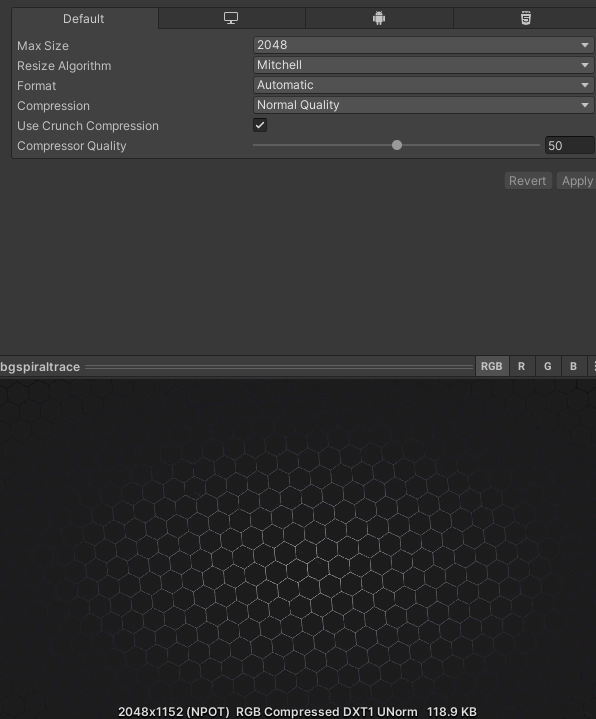 Default
Max Size 2048
Resize Algorithm Mitchell
Format Automatic
Compression Normal Quality
Use Crunch Compression
Compressor Quality 50
Revert Apply
bgspiraltrace RGB R G B
2048x1152 (NPOT) RGB Compressed DXT1 UNorm 118.9 KB